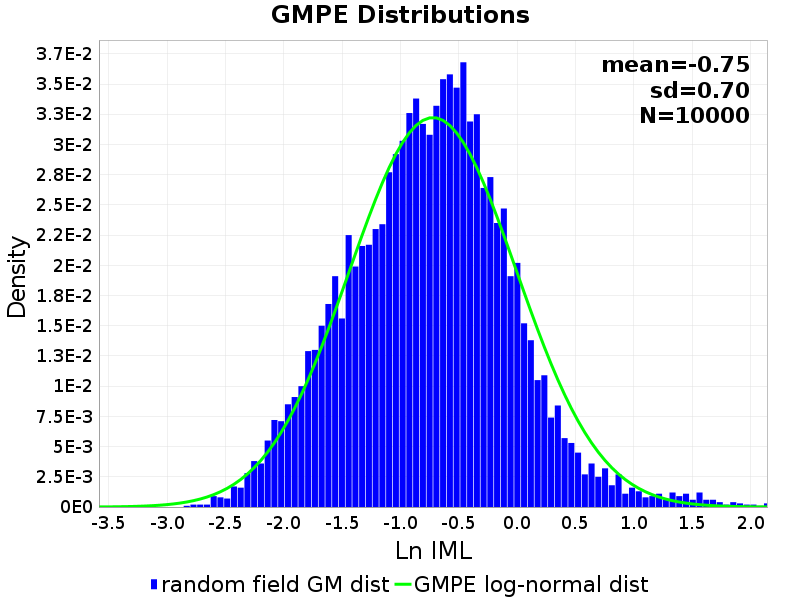 GMPE Distributions
mean=-0.75
sd=0.70
N=10000
Density
3.7E-2
3.5E-2
3.3E-2
3E-2
2.8E-2
2.5E-2
2.2E-2
2E-2
1.8E-2
1.5E-2
1.3E-2
1E-2
7.5E-3
5E-3
2.5E-3
0E0
-3.5 -3.0 -2.5 -2.0 -1.5 -1.0 -0.5 0.0 0.5 1.0 1.5 2.0
Ln IML
random field GM dist GMPE log-normal dist